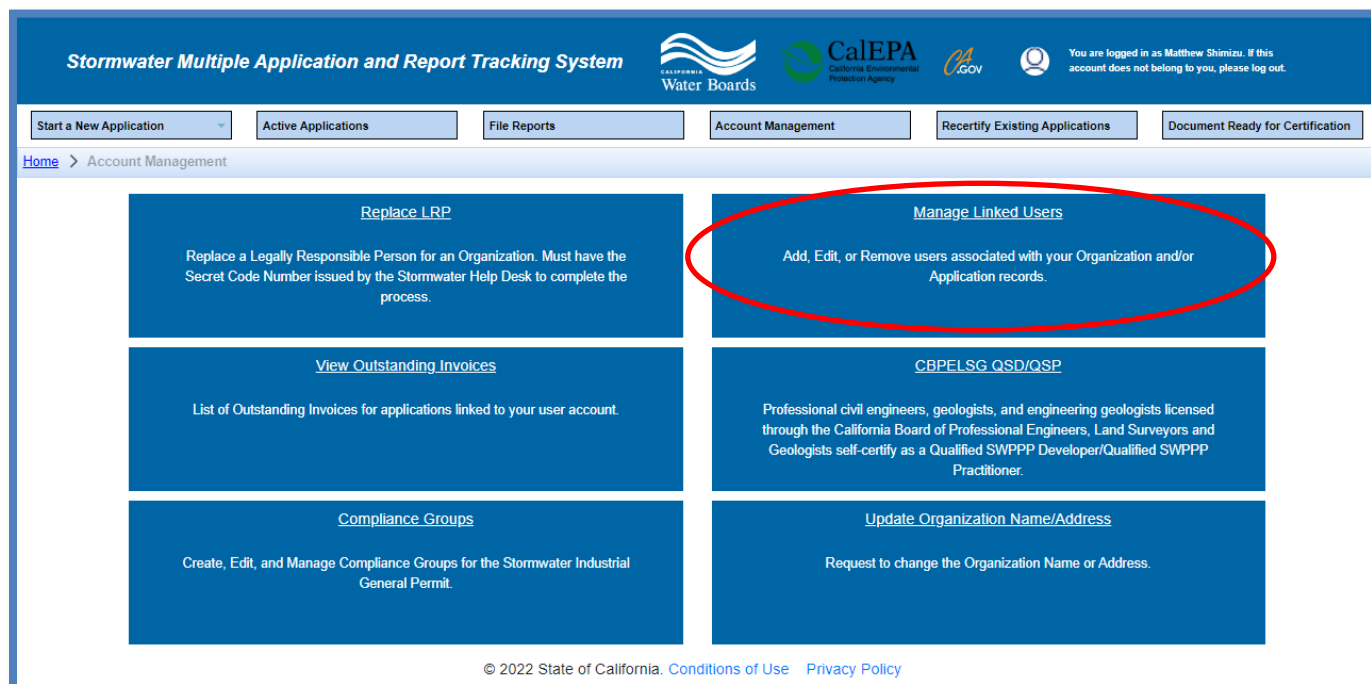 Stormwater Multiple Application and Report Tracking System
CALIFORNIA
Water Boards
CalEPA
California Environmental
Protection Agency
CA.GOV
You are logged in as Matthew Shimizu. If this
account does not belong to you, please log out.
Start a New Application
Active Applications
File Reports
Account Management
Recertify Existing Applications
Document Ready for Certification
Home > Account Management
Replace LRP
Replace a Legally Responsible Person for an Organization. Must have the
Secret Code Number issued by the Stormwater Help Desk to complete the
process.
Manage Linked Users
Add, Edit, or Remove users associated with your Organization and/or
Application records.
View Outstanding Invoices
List of Outstanding Invoices for applications linked to your user account.
CBPELSG QSD/QSP
Professional civil engineers, geologists, and engineering geologists licensed
through the California Board of Professional Engineers, Land Surveyors and
Geologists self-certify as a Qualified SWPPP Developer/Qualified SWPPP
Practitioner.
Compliance Groups
Create, Edit, and Manage Compliance Groups for the Stormwater Industrial
General Permit.
Update Organization Name/Address
Request to change the Organization Name or Address.
© 2022 State of California. Conditions of Use Privacy Policy